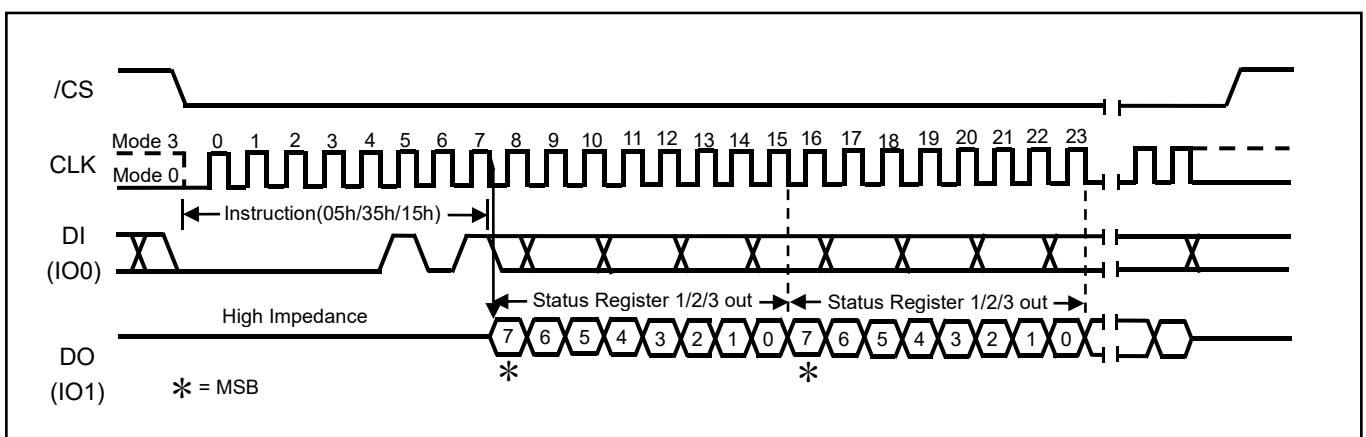 /CS
Mode 3 0 1 2 3 4 5 6 7 8 9 10 11 12 13 14 15 16 17 18 19 20 21 22 23
CLK
Mode 0
Instruction(05h/35h/15h)
DI
(IO0)
Status Register 1/2/3 out Status Register 1/2/3 out
High Impedance
7 6 5 4 3 2 1 0 7 6 5 4 3 2 1 0
DO
(IO1)
* *
* = MSB